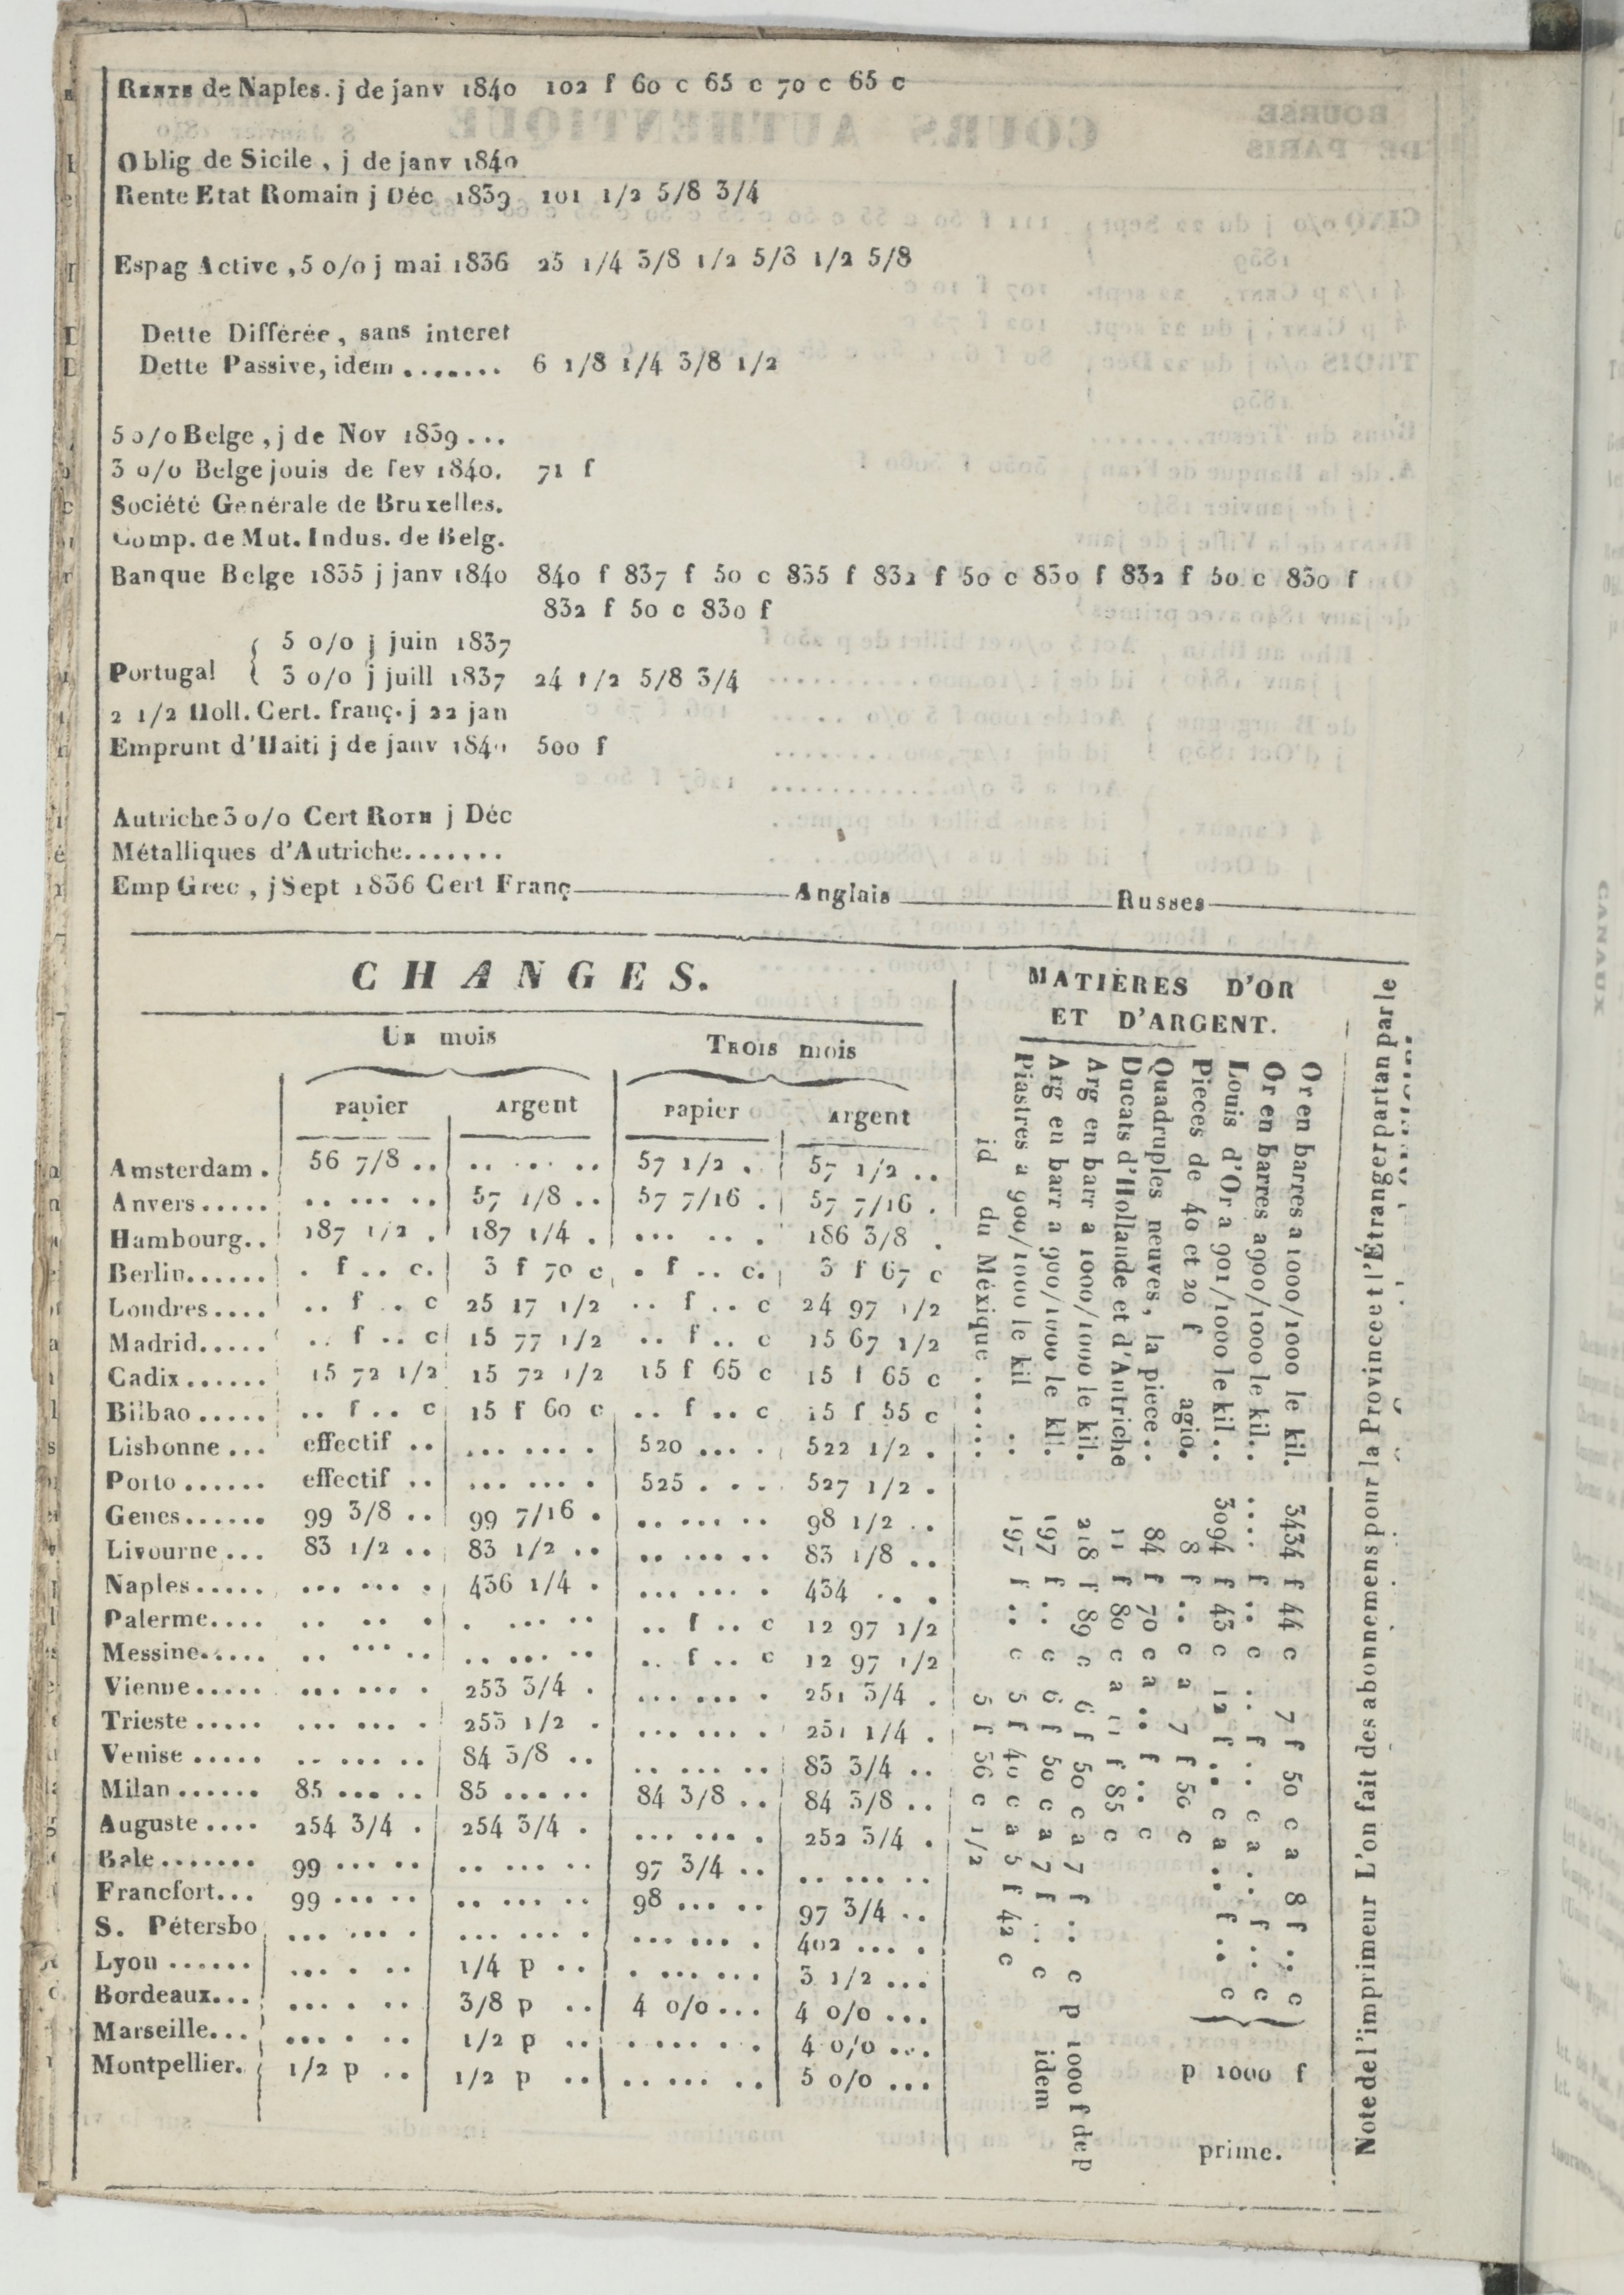 RENTE de Naples. j de janv 1840 102 f 60 c 65 c 70 c 65 c
Oblig de Sicile, j de janv 1840
Rente Etat Romain j Déc 1839 101 1/2 5/8 3/4
Espag Active, 5 o/o j mai 1836 25 1/4 3/8 1/2 5/8 1/2 5/8
Dette Différée, sans interet
Dette Passive, idem ....... 6 1/8 1/4 3/8 1/2
5 o/o Belge, j de Nov 1839...
3 o/o Belge jouis de fev 1840. 71 f
Société Genérale de Bruxelles.
Comp. de Mut. Indus. de Belg.
Banque Belge 1835 j janv 1840 840 f 837 f 50 c 835 f 832 f 50 c 830 f 832 f 50 c 830 f
832 f 50 c 830 f
Portugal { 5 o/o j juin 1837
{ 3 o/o j juill 1837 24 1/2 5/8 3/4
2 1/2 Holl. Cert. franç. j 22 jan
Emprunt d'Haiti j de janv 1840 500 f
Autriche 3 o/o Cert ROTH j Déc
Métalliques d'Autriche.......
Emp Grec, j Sept 1836 Cert Franç Anglais Russes
CHANGES.
UN mois TROIS mois
Papier Argent Papier Argent
Amsterdam. 56 7/8 .. .. ... .. 57 1/2 . 57 1/2 ..
Anvers..... .. ... .. 57 1/8 .. 57 7/16 . 57 7/16 .
Hambourg.. 187 1/2 . 187 1/4 . ... ... . 186 3/8 .
Berlin...... . f .. c. 3 f 70 c . f .. c. 3 f 67 c
Londres.... .. f .. c 25 17 1/2 .. f .. c 24 97 1/2
Madrid..... .. f .. c 15 77 1/2 .. f .. c 15 67 1/2
Cadix...... 15 72 1/2 15 72 1/2 15 f 65 c 15 f 65 c
Bilbao..... .. f .. c 15 f 60 c .. f .. c 15 f 55 c
Lisbonne... effectif .. ... ... . 520 ... . 522 1/2 .
Porto...... effectif .. ... ... . 525 . .. 527 1/2 .
Genes...... 99 3/8 .. 99 7/16 . .. ... .. 98 1/2 ..
Livourne... 83 1/2 .. 83 1/2 .. .. ... .. 83 1/8 ..
Naples..... ... ... . 436 1/4 . ... ... . 434 .. .
Palerme.... .. .. . . ... .. .. f .. c 12 97 1/2
Messine..... .. ... .. .. ... .. .. f .. c 12 97 1/2
Vienne..... ... ... . 253 3/4 . ... ... . 251 3/4 .
Trieste..... ... ... . 253 1/2 . ... ... . 251 1/4 .
Venise..... .. ... .. 84 3/8 .. .. ... .. 83 3/4 ..
Milan...... 85 ... .. 85 ... .. 84 3/8 .. 84 3/8 ..
Auguste.... 254 3/4 . 254 3/4 . ... ... . 252 3/4 .
Bale....... 99 ... .. .. ... .. 97 3/4 .. .. ... ..
Francfort... 99 ... .. .. ... .. 98 ... .. 97 3/4 ..
S. Pétersbo ... ... . ... ... . ... ... . 402 ... .
Lyon ...... ... . .. 1/4 p .. . ... ... 3 1/2 ...
Bordeaux... ... . .. 3/8 p .. 4 o/o... 4 o/o ...
Marseille... ... . .. 1/2 p .. . ... .. 4 o/o ...
Montpellier. 1/2 p .. 1/2 p .. .. ... .. 5 o/o ...
MATIÈRES D'OR
ET D'ARGENT.
Or en barres a 1000/1000 le kil. 3434 f 44 c 7 f 50 c a 8 f .. c
Or en barres a 900/1000 le kil.. .... f .. c .. f .. c a .. f .. c
Louis d'Or a 901/1000 le kil.. 3094 f 43 c 12 f .. c a .. f .. c
} p 1000 f
prime.
Pieces de 40 et 20 f agio. 8 f .. c a 7 f 50 c
Quadruples neuves, la piece.. 84 f 70 c a .. f .. c
Ducats d'Hollande et d'Autriche 11 f 80 c a 11 f 85 c
Arg en barr a 1000/1000 le kil. 218 f 89 c 6 f 50 c a 7 f .. c p 1000 f de p
Arg en barr a 900/1000 le kil. 197 f .. c 6 f 50 c a 7 f .. c idem
Piastres a 900/1000 le kil .. 197 f .. c 5 f 40 c a 5 f 42 c
id du Méxique ...... 5 f 36 c 1/2
Note de l'imprimeur L'on fait des abonnemens pour la Province et l'Étranger partan par le